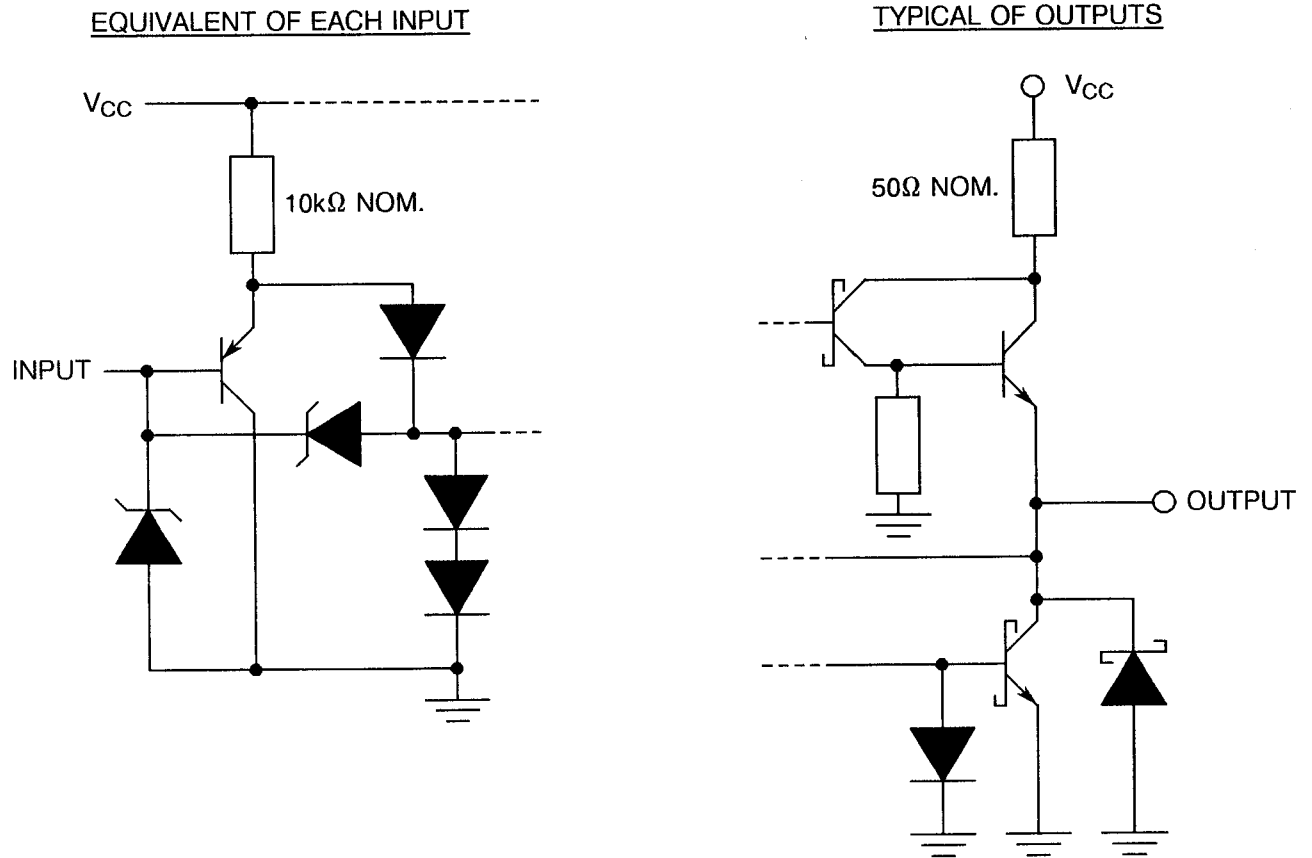 EQUIVALENT OF EACH INPUT
VCC
10kΩ NOM.
INPUT
TYPICAL OF OUTPUTS
VCC
50Ω NOM.
OUTPUT